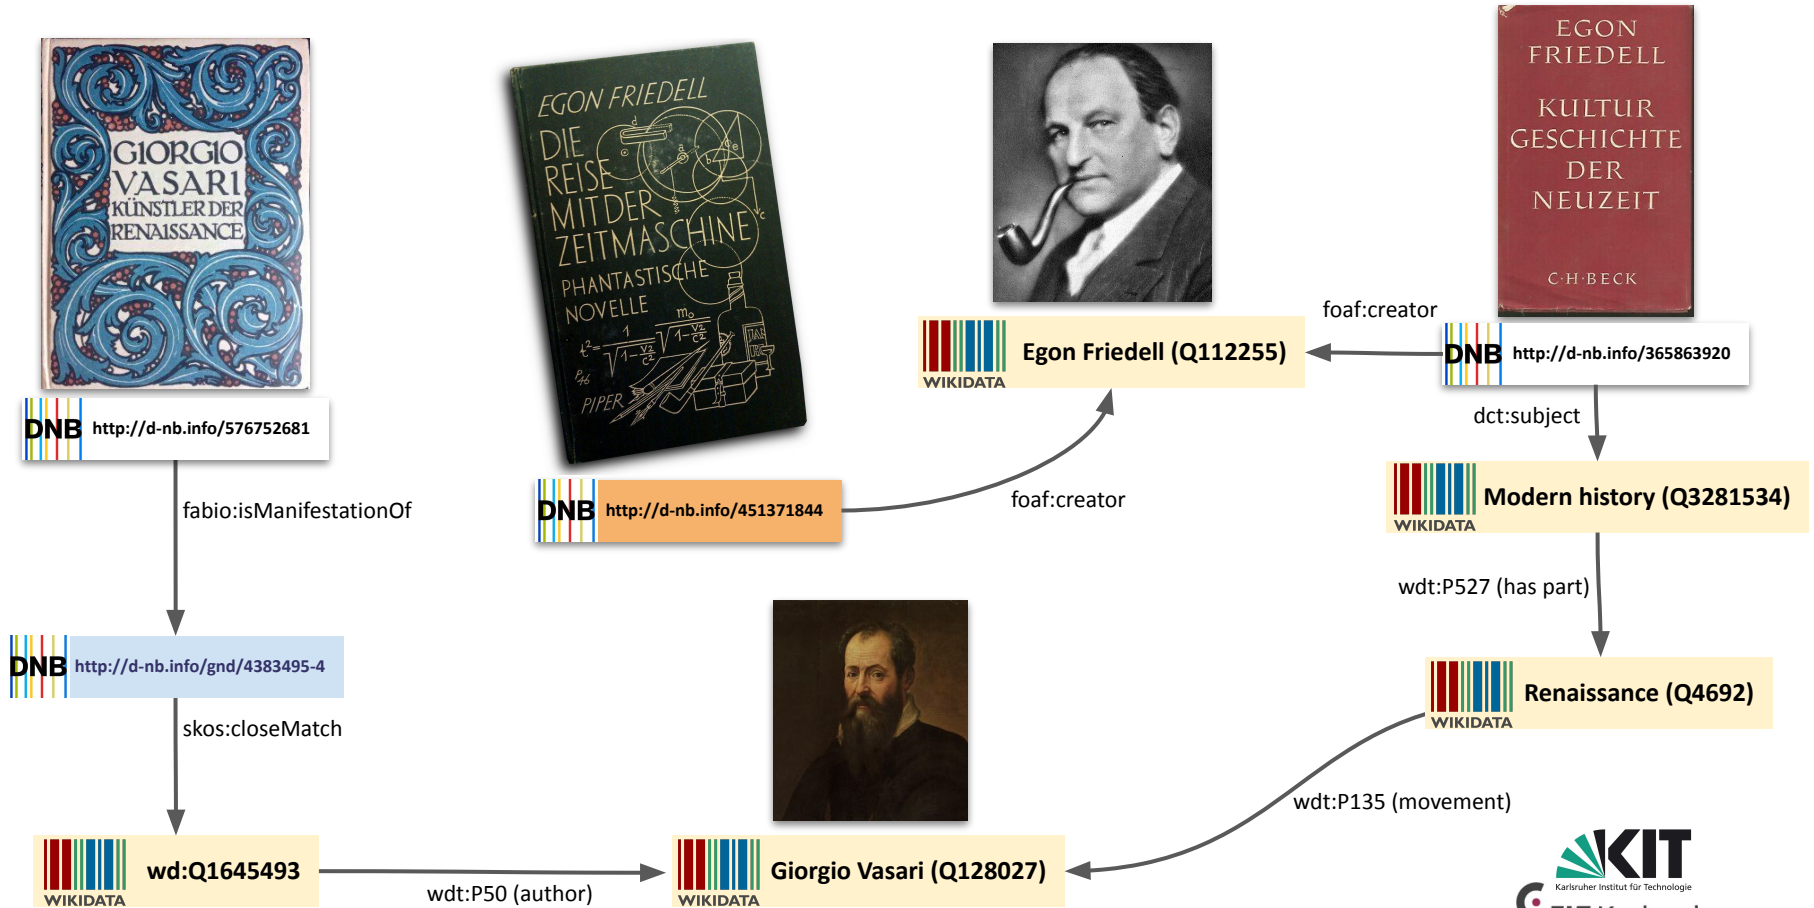 GIORGIO
VASARI
KÜNSTLER DER
RENAISSANCE
DNB http://d-nb.info/576752681
fabio:isManifestationOf
DNB http://d-nb.info/gnd/4383495-4
skos:closeMatch
WIKIDATA
wd:Q1645493
wdt:P50 (author)
EGON FRIEDELL
DIE
REISE
MIT DER
ZEITMASCHINE
PHANTASTISCHE
NOVELLE
PIPER
DNB http://d-nb.info/451371844
foaf:creator
WIKIDATA
Egon Friedell (Q112255)
foaf:creator
EGON
FRIEDELL
KULTUR
GESCHICHTE
DER
NEUZEIT
C·H·BECK
DNB http://d-nb.info/365863920
dct:subject
WIKIDATA
Modern history (Q3281534)
wdt:P527 (has part)
WIKIDATA
Renaissance (Q4692)
wdt:P135 (movement)
WIKIDATA
Giorgio Vasari (Q128027)
KIT
Karlsruher Institut für Technologie